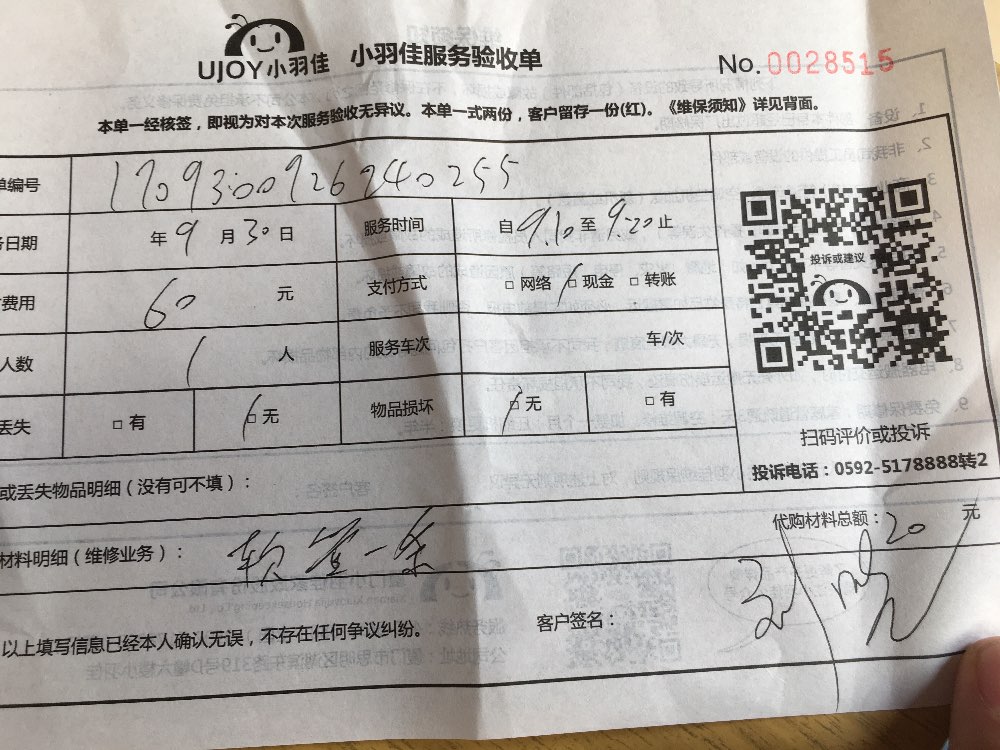 UJOY小羽佳 小羽佳服务验收单 No. 0028515
本单一经核签，即视为对本次服务验收无异议。本单一式两份，客户留存一份(红)。《维保须知》详见背面。
单编号 1709300926240255
务日期 年 9 月 30 日 服务时间 自 9.10 至 9.20 止
费用 60 元 支付方式 □ 网络 □ 现金 □ 转账
人数 1 人 服务车次 车/次
丢失 □ 有 □ 无 物品损坏 □ 无 □ 有
投诉或建议
扫码评价或投诉
投诉电话：0592-5178888转2
或丢失物品明细（没有可不填）：
材料明细（维修业务）： 软管一条 代购材料总额：20 元
以上填写信息已经本人确认无误，不存在任何争议纠纷。 客户签名：